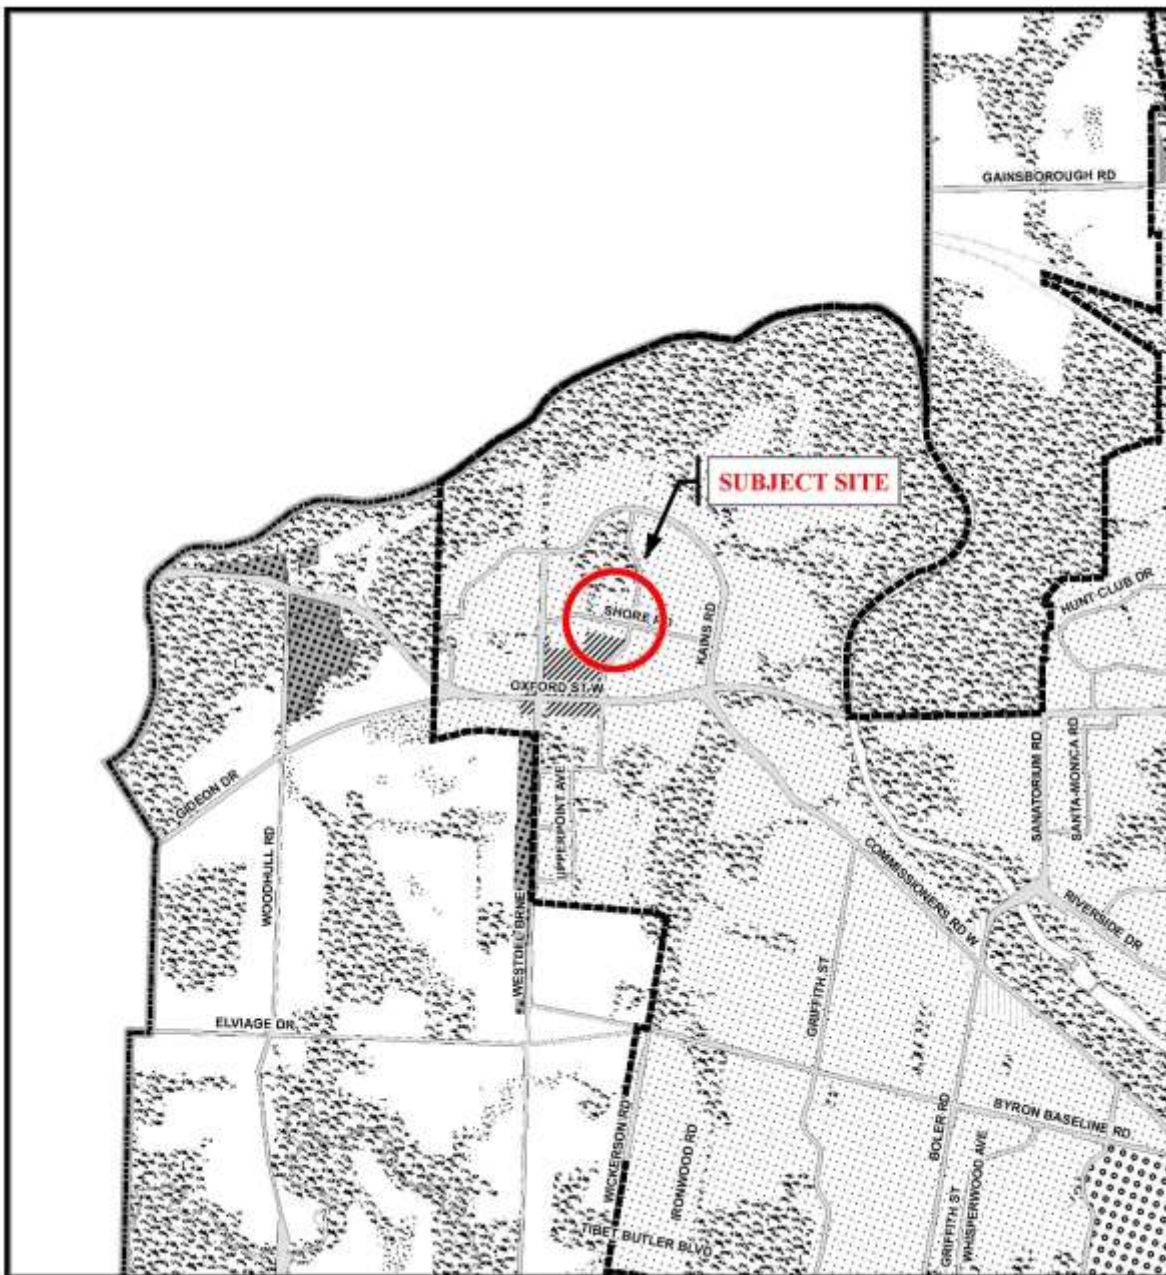 GAINSBOROUGH RD
SUBJECT SITE
HUNT CLUB DR
SHORE RD
KAINS RD
OXFORD ST W
SANATORIUM RD
SANTA-MONICA RD
GIDEON DR
UPPERPOINT AVE
WOODHULL RD
COMMISSIONERS RD W
RIVERSIDE DR
WESTDEL BRNE
GRIFFITH ST
ELVIAGE DR
BYRON BASELINE RD
BOLER RD
WICKERSON RD
IRONWOOD RD
WHISPERWOOD AVE
GRIFFITH ST
TIBET BUTLER BLVD